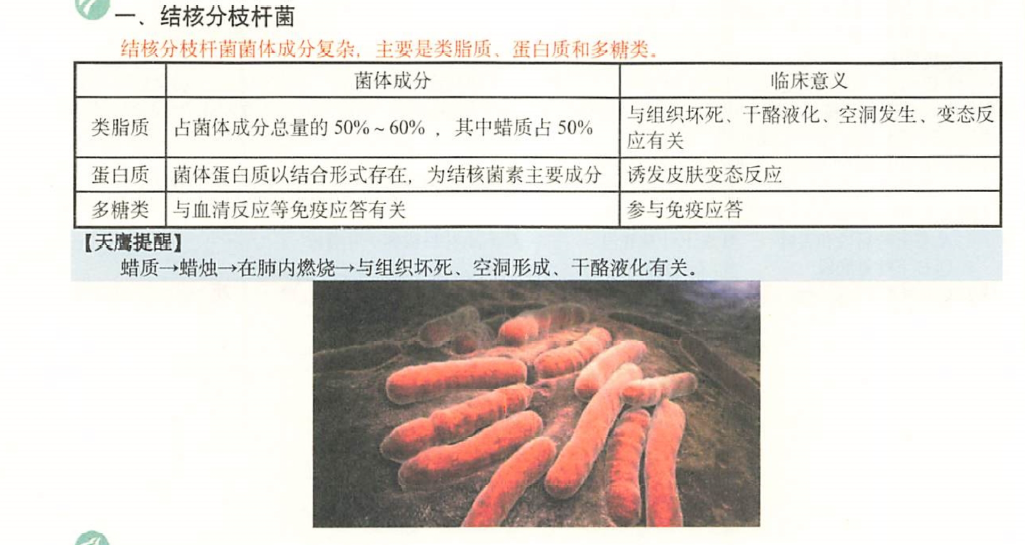 一、结核分枝杆菌
结核分枝杆菌菌体成分复杂，主要是类脂质、蛋白质和多糖类。
菌体成分 临床意义
类脂质 占菌体成分总量的 50%～60%，其中蜡质占 50% 与组织坏死、干酪液化、空洞发生、变态反
应有关
蛋白质 菌体蛋白质以结合形式存在，为结核菌素主要成分 诱发皮肤变态反应
多糖类 与血清反应等免疫应答有关 参与免疫应答
【天鹰提醒】
蜡质→蜡烛→在肺内燃烧→与组织坏死、空洞形成、干酪液化有关。